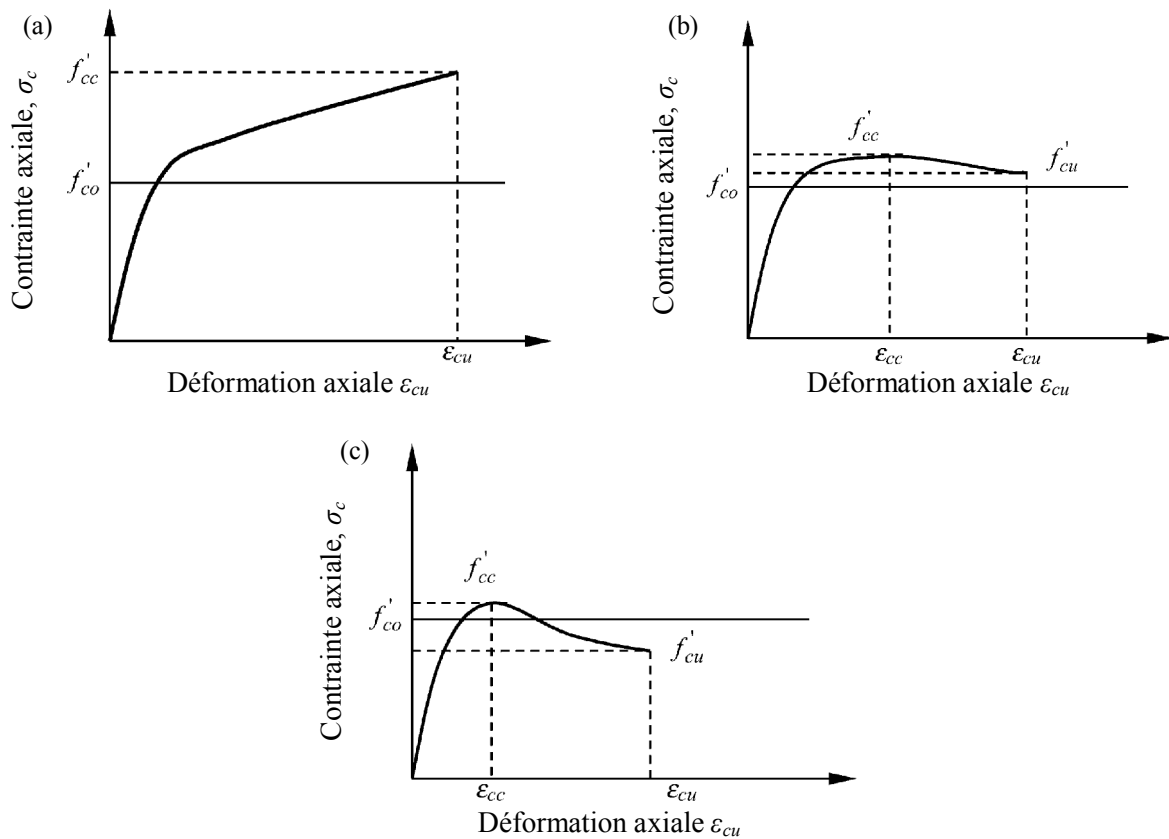 (a)
Contrainte axiale, σc
f'cc
f'co
εcu
Déformation axiale εcu
(b)
Contrainte axiale, σc
f'cc
f'cu
f'co
εcc
εcu
Déformation axiale εcu
(c)
Contrainte axiale, σc
f'cc
f'co
f'cu
εcc
εcu
Déformation axiale εcu